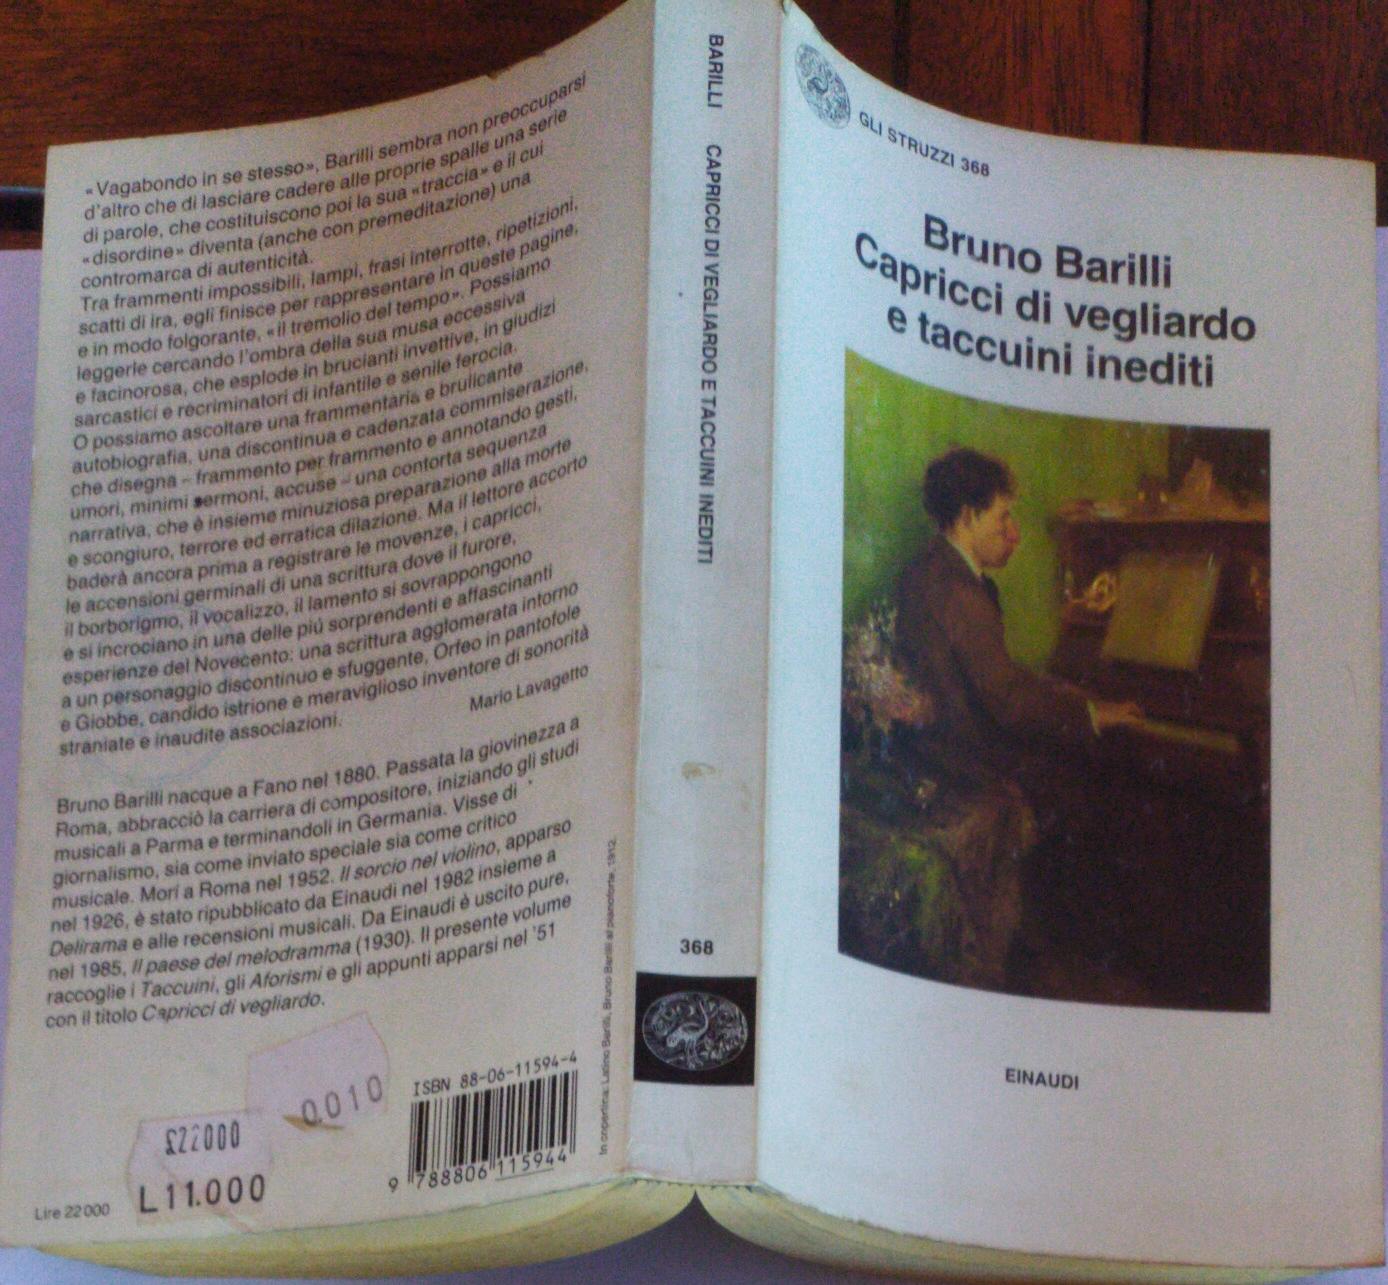 «Vagabondo in se stesso», Barilli sembra non preoccuparsi
d'altro che di lasciare cadere alle proprie spalle una serie
di parole, che costituiscono poi la sua «traccia» e il cui
«disordine» diventa (anche con premeditazione) una
contromarca di autenticità.
Tra frammenti impossibili, lampi, frasi interrotte, ripetizioni,
scatti di ira, egli finisce per rappresentare in queste pagine,
e in modo folgorante, «il tremolio del tempo». Possiamo
leggerle cercando l'ombra della sua musa eccessiva
e facinorosa, che esplode in brucianti invettive, in giudizi
sarcastici e recriminatori di infantile e senile ferocia.
O possiamo ascoltare una frammentaria e brulicante
autobiografia, una discontinua e cadenzata commiserazione,
che disegna – frammento per frammento e annotando gesti,
umori, minimi sermoni, accuse – una contorta sequenza
narrativa, che è insieme minuziosa preparazione alla morte
e scongiuro, terrore ed erratica dilazione. Ma il lettore accorto
baderà ancora prima a registrare le movenze, i capricci,
le accensioni germinali di una scrittura dove il furore,
il borborigmo, il vocalizzo, il lamento si sovrappongono
e si incrociano in una delle piú sorprendenti e affascinanti
esperienze del Novecento: una scrittura agglomerata intorno
a un personaggio discontinuo e sfuggente, Orfeo in pantofole
e Giobbe, candido istrione e meraviglioso inventore di sonorità
straniate e inaudite associazioni.
Mario Lavagetto
Bruno Barilli nacque a Fano nel 1880. Passata la giovinezza a
Roma, abbracciò la carriera di compositore, iniziando gli studi
musicali a Parma e terminandoli in Germania. Visse di
giornalismo, sia come inviato speciale sia come critico
musicale. Morí a Roma nel 1952. Il sorcio nel violino, apparso
nel 1926, è stato ripubblicato da Einaudi nel 1982 insieme a
Delirama e alle recensioni musicali. Da Einaudi è uscito pure,
nel 1985, Il paese del melodramma (1930). Il presente volume
raccoglie i Taccuini, gli Aforismi e gli appunti apparsi nel '51
con il titolo Capricci di vegliardo.
0.010
£22000
L11.000
Lire 22000
ISBN 88-06-11594-4
9 788806 115944
In copertina: Latino Barilli, Bruno Barilli al pianoforte, 1912.
BARILLI CAPRICCI DI VEGLIARDO E TACCUINI INEDITI
368
GLI STRUZZI 368
Bruno Barilli
Capricci di vegliardo
e taccuini inediti
EINAUDI